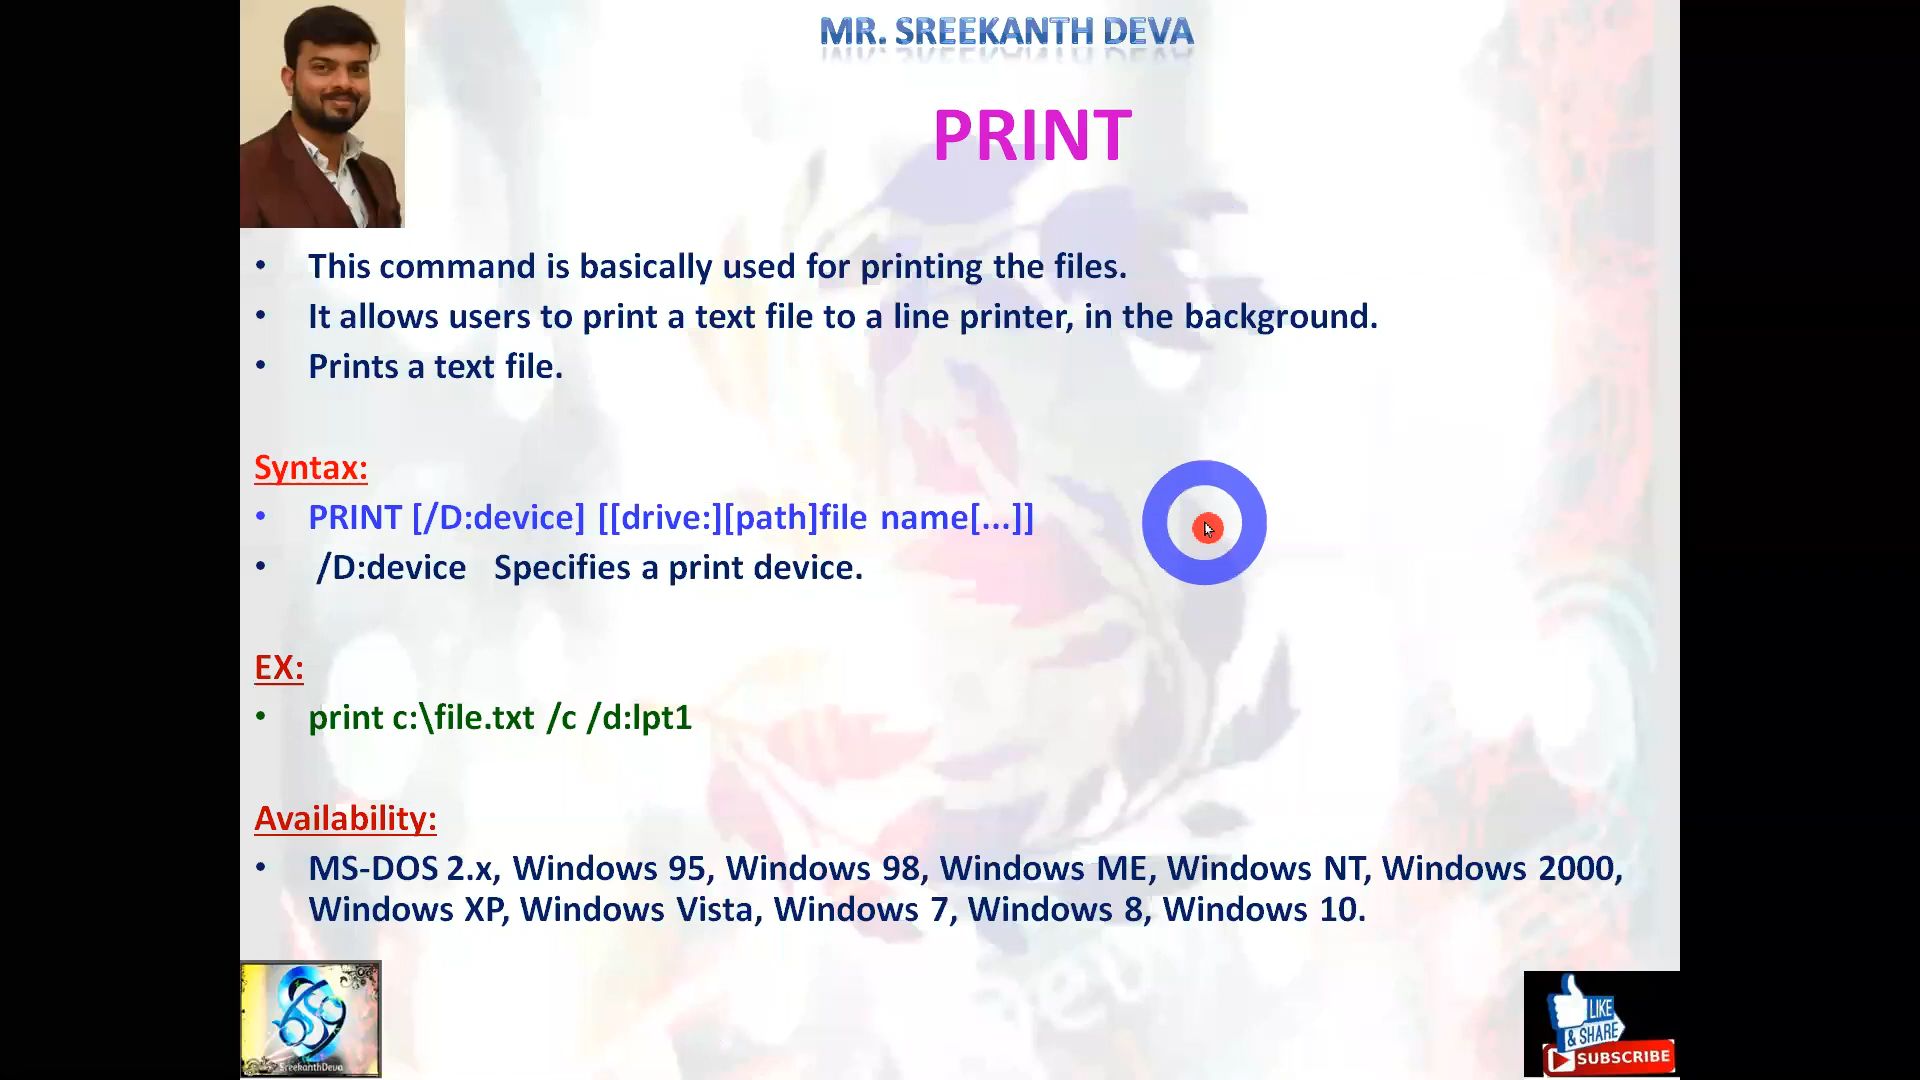 MR. SREEKANTH DEVA
PRINT
• This command is basically used for printing the files.
• It allows users to print a text file to a line printer, in the background.
• Prints a text file.
Syntax:
• PRINT [/D:device] [[drive:][path]file name[...]]
• /D:device Specifies a print device.
EX:
• print c:\file.txt /c /d:lpt1
Availability:
• MS-DOS 2.x, Windows 95, Windows 98, Windows ME, Windows NT, Windows 2000,
Windows XP, Windows Vista, Windows 7, Windows 8, Windows 10.
SreekanthDeva
LIKE
& SHARE
SUBSCRIBE